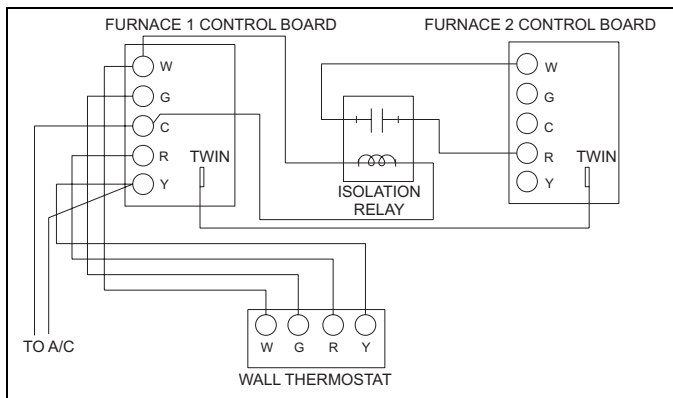 FURNACE 1 CONTROL BOARD
FURNACE 2 CONTROL BOARD
W
G
C
R
Y
TWIN
ISOLATION
RELAY
W
G
C
R
Y
TWIN
TO A/C
W G R Y
WALL THERMOSTAT